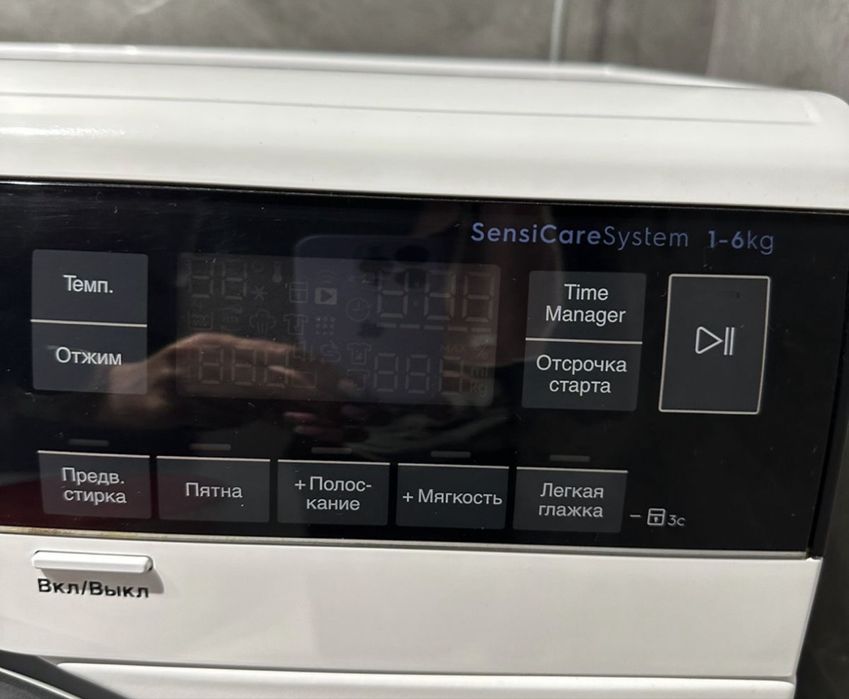 SensiCareSystem 1-6kg
Темп.
Отжим
Time
Manager
Отсрочка
старта
Предв.
стирка
Пятна
+Полос-
кание
+Мягкость
Легкая
глажка
3с
Вкл/Выкл